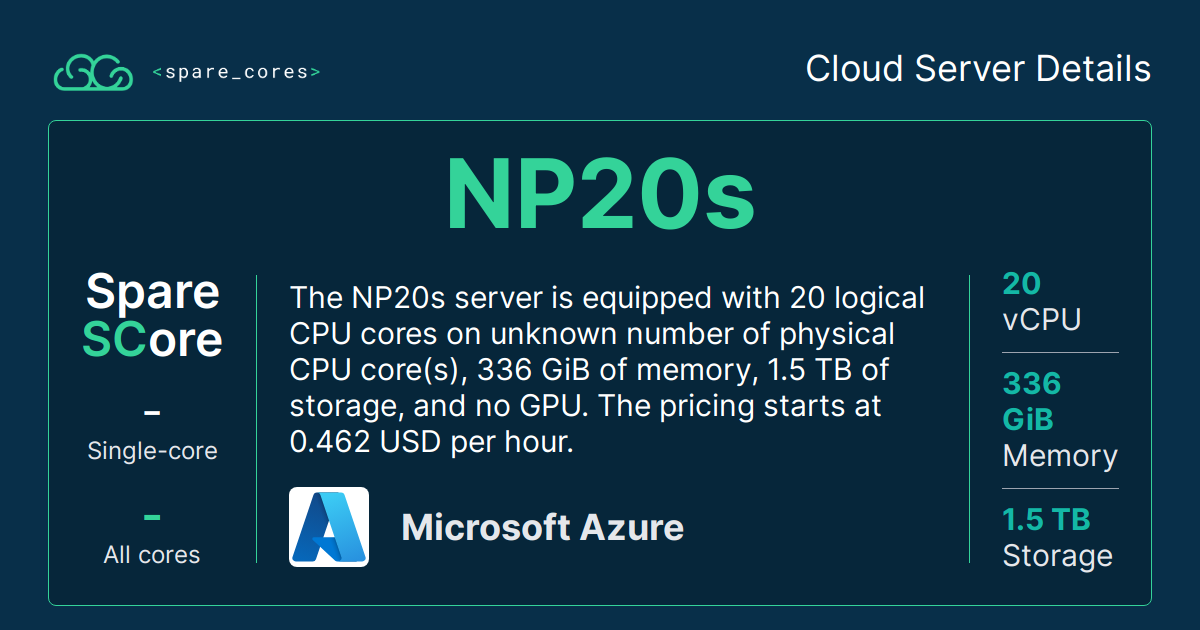 <spare_cores>
Cloud Server Details
NP20s
Spare
SCore
–
Single-core
–
All cores
The NP20s server is equipped with 20 logical
CPU cores on unknown number of physical
CPU core(s), 336 GiB of memory, 1.5 TB of
storage, and no GPU. The pricing starts at
0.462 USD per hour.
Microsoft Azure
20
vCPU
336
GiB
Memory
1.5 TB
Storage